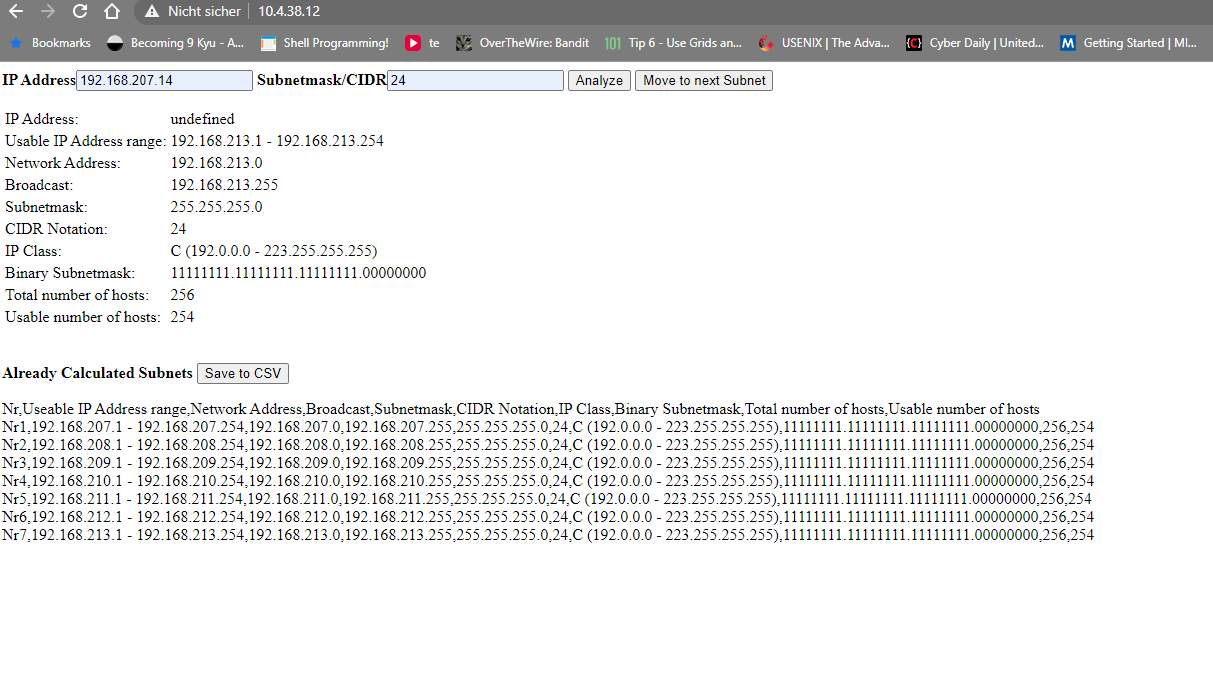 Nicht sicher 10.4.38.12
Bookmarks Becoming 9 Kyu - A... Shell Programming! te OverTheWire: Bandit 101 Tip 6 - Use Grids an... {C} USENIX | The Adva... Cyber Daily | United... M Getting Started | MI...
IP Address 192.168.207.14 Subnetmask/CIDR 24 Analyze Move to next Subnet
IP Address: undefined
Usable IP Address range: 192.168.213.1 - 192.168.213.254
Network Address: 192.168.213.0
Broadcast: 192.168.213.255
Subnetmask: 255.255.255.0
CIDR Notation: 24
IP Class: C (192.0.0.0 - 223.255.255.255)
Binary Subnetmask: 11111111.11111111.11111111.00000000
Total number of hosts: 256
Usable number of hosts: 254
Already Calculated Subnets Save to CSV
Nr,Useable IP Address range,Network Address,Broadcast,Subnetmask,CIDR Notation,IP Class,Binary Subnetmask,Total number of hosts,Usable number of hosts
Nr1,192.168.207.1 - 192.168.207.254,192.168.207.0,192.168.207.255,255.255.255.0,24,C (192.0.0.0 - 223.255.255.255),11111111.11111111.11111111.00000000,256,254
Nr2,192.168.208.1 - 192.168.208.254,192.168.208.0,192.168.208.255,255.255.255.0,24,C (192.0.0.0 - 223.255.255.255),11111111.11111111.11111111.00000000,256,254
Nr3,192.168.209.1 - 192.168.209.254,192.168.209.0,192.168.209.255,255.255.255.0,24,C (192.0.0.0 - 223.255.255.255),11111111.11111111.11111111.00000000,256,254
Nr4,192.168.210.1 - 192.168.210.254,192.168.210.0,192.168.210.255,255.255.255.0,24,C (192.0.0.0 - 223.255.255.255),11111111.11111111.11111111.00000000,256,254
Nr5,192.168.211.1 - 192.168.211.254,192.168.211.0,192.168.211.255,255.255.255.0,24,C (192.0.0.0 - 223.255.255.255),11111111.11111111.11111111.00000000,256,254
Nr6,192.168.212.1 - 192.168.212.254,192.168.212.0,192.168.212.255,255.255.255.0,24,C (192.0.0.0 - 223.255.255.255),11111111.11111111.11111111.00000000,256,254
Nr7,192.168.213.1 - 192.168.213.254,192.168.213.0,192.168.213.255,255.255.255.0,24,C (192.0.0.0 - 223.255.255.255),11111111.11111111.11111111.00000000,256,254